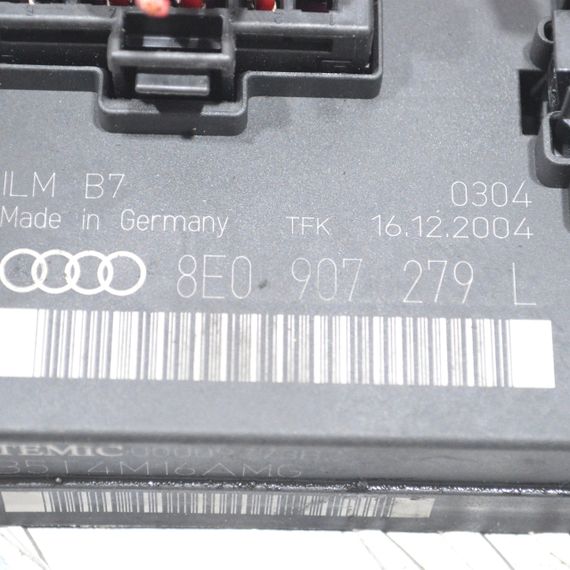 ILM B7 0304
Made in Germany TFK 16.12.2004
8E0 907 279 L
TEMIC